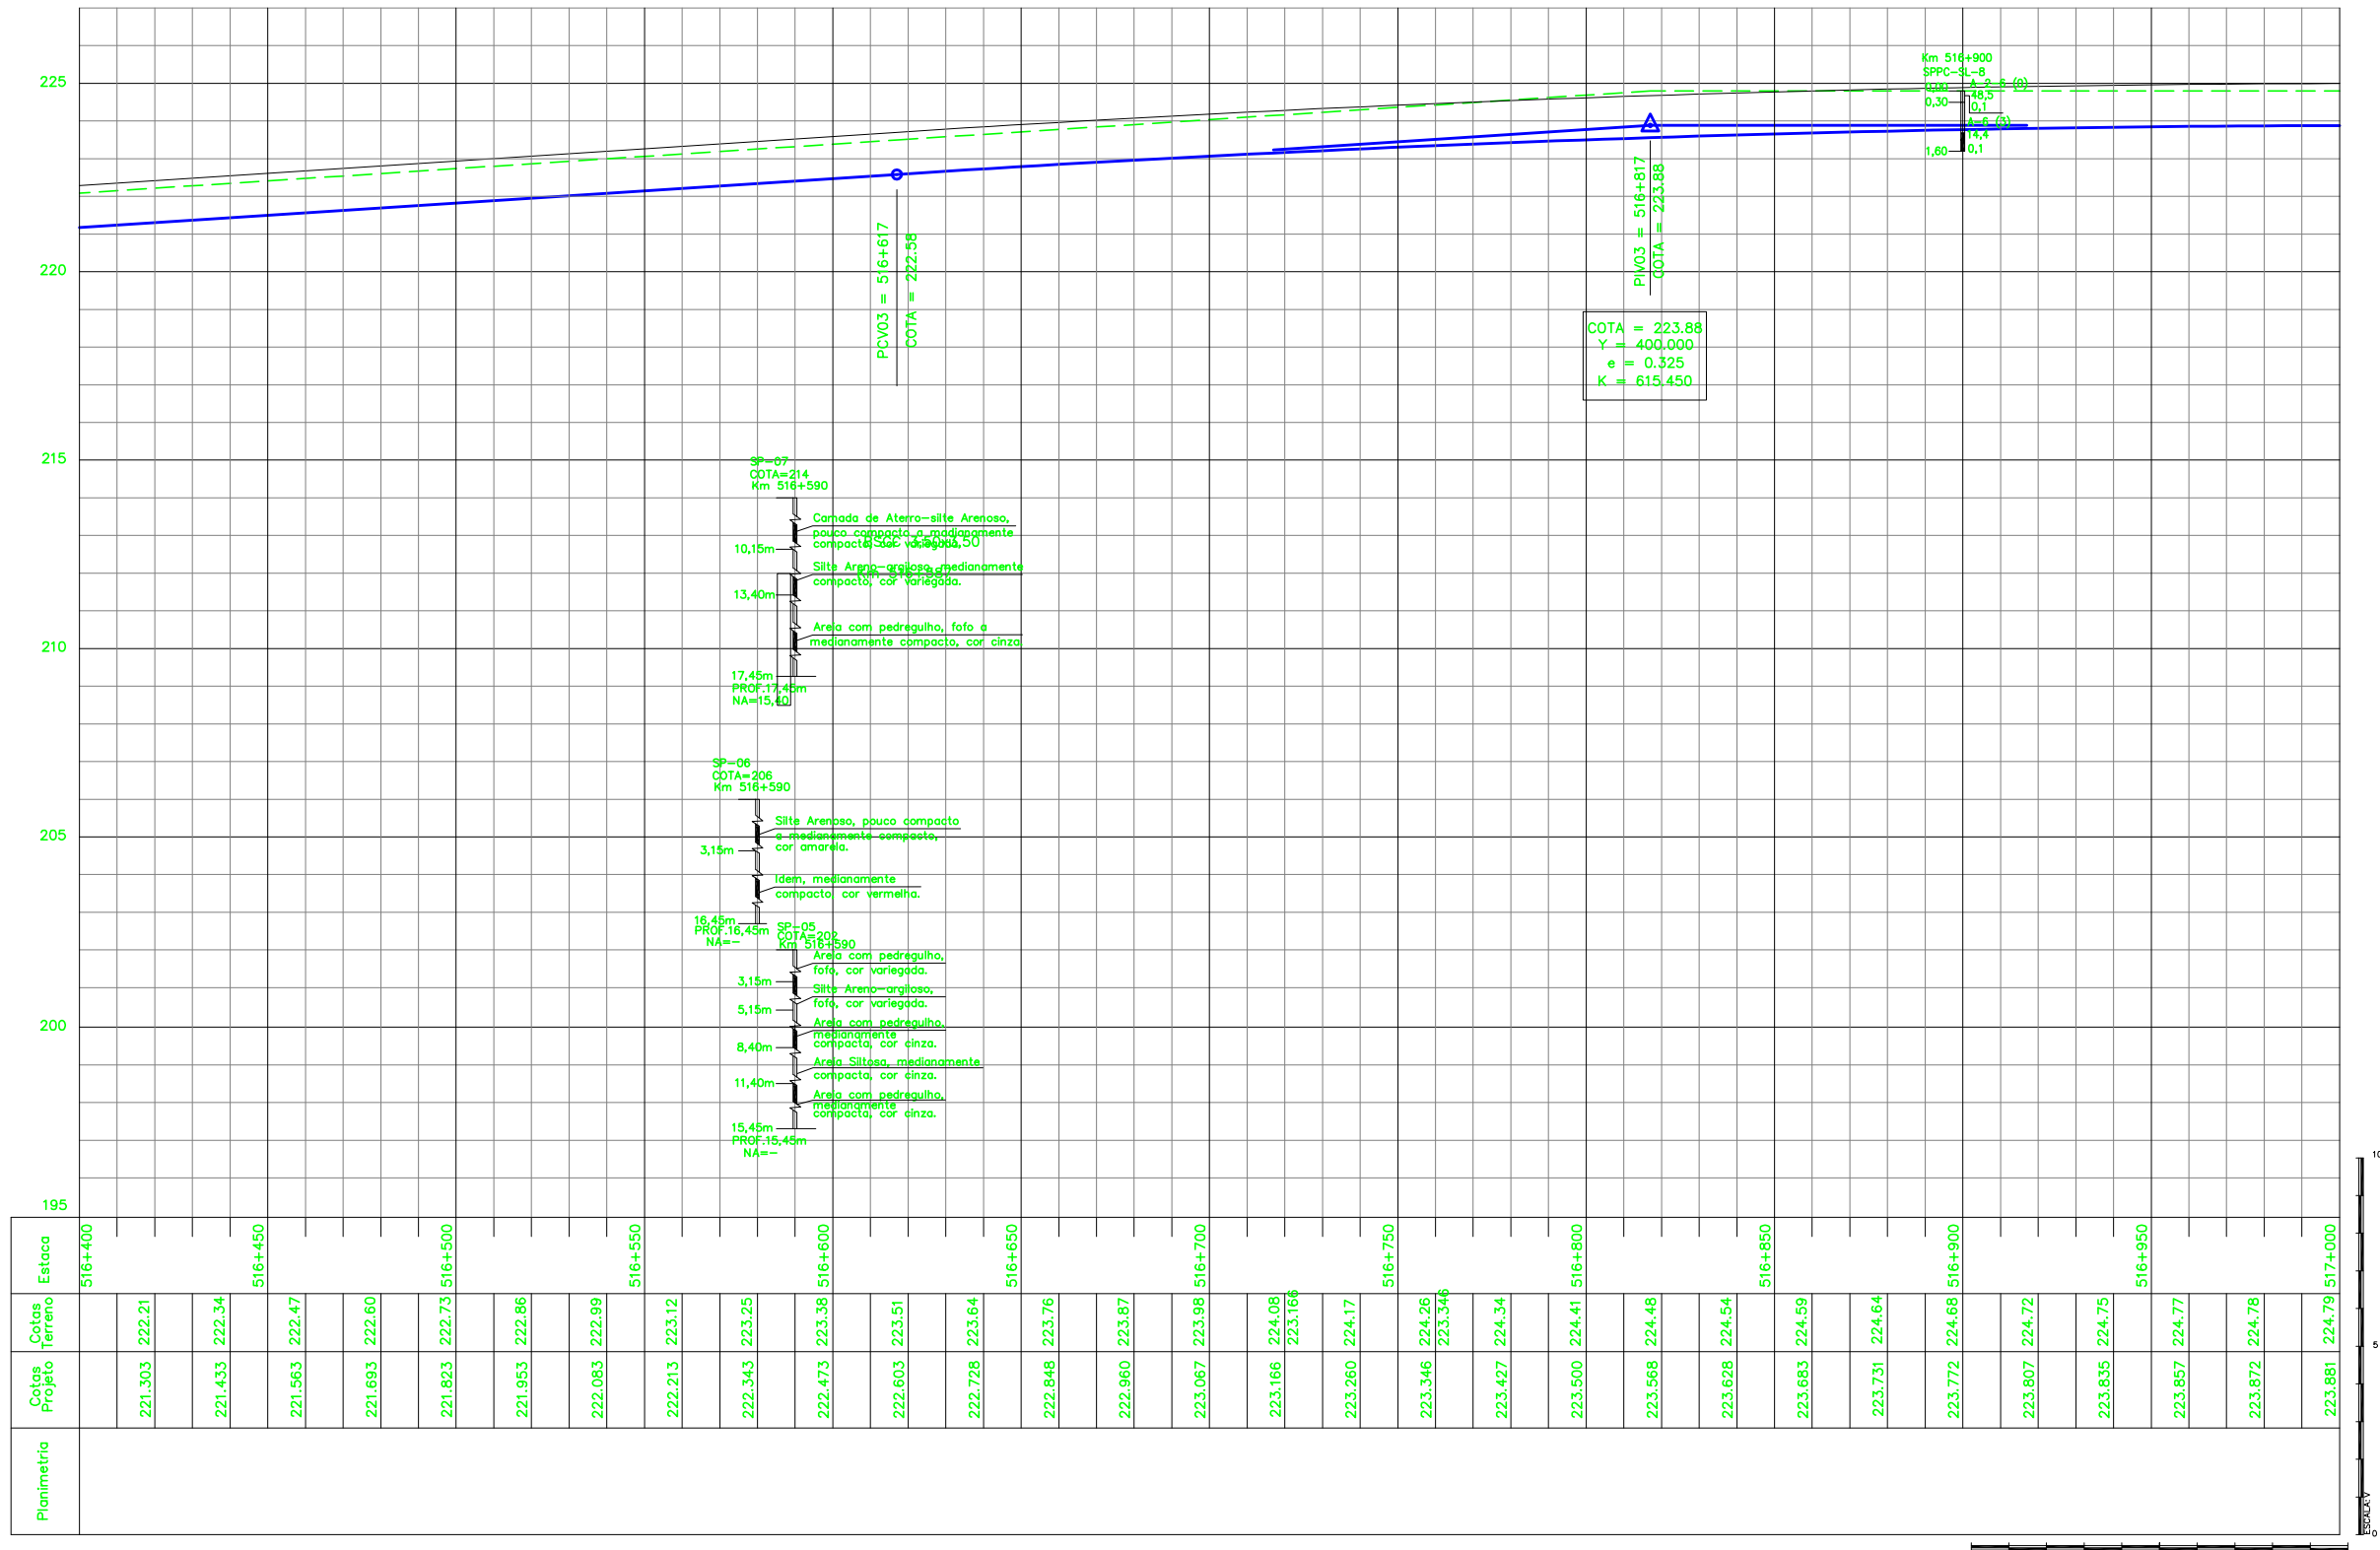 225
220
215
210
205
200
195
Km 516+900
SPPC-SL-8
0,30
48,5
0,1
A-6 (3)
14,4
0,1
1,60
PCV03 = 516+617
COTA = 222.58
PIV03 = 516+817
COTA = 223.88
COTA = 223.88
Y = 400.000
e = 0.325
K = 615.450
SP-07
COTA=214
Km 516+590
Camada de Aterro-silte Arenoso,
pouco compacto a medianamente
compacto, cor variegada.
10,15m
Silte Areno-argiloso, medianamente
compacto, cor variegada.
13,40m
Areia com pedregulho, fofo a
medianamente compacto, cor cinza
17,45m
PROF.17,45m
NA=15,40
SP-06
COTA=206
Km 516+590
Silte Arenoso, pouco compacto
a medianamente compacto,
cor amarela.
3,15m
Idem, medianamente
compacto, cor vermelha.
16,45m
PROF.16,45m
NA=-
SP-05
COTA=202
Km 516+590
Areia com pedregulho,
fofo, cor variegada.
3,15m
Silte Areno-argiloso,
fofo, cor variegada.
5,15m
Areia com pedregulho,
medianamente
compacta, cor cinza.
8,40m
Areia Siltosa, medianamente
compacta, cor cinza.
11,40m
Areia com pedregulho,
medianamente
compacta, cor cinza.
15,45m
PROF.15,45m
NA=-
Estaca
516+400 516+450 516+500 516+550 516+600 516+650 516+700 516+750 516+800 516+850 516+900 516+950 517+000
Cotas
Terreno
222.21 222.34 222.47 222.60 222.73 222.86 222.99 223.12 223.25 223.38 223.51 223.64 223.76 223.87 223.98 224.08 223.166 224.17 224.26 223.346 224.34 224.41 224.48 224.54 224.59 224.64 224.68 224.72 224.75 224.77 224.78 224.79
Cotas
Projeto
221.303 221.433 221.563 221.693 221.823 221.953 222.083 222.213 222.343 222.473 222.603 222.728 222.848 222.960 223.067 223.166 223.260 223.346 223.427 223.500 223.568 223.628 223.683 223.731 223.772 223.807 223.835 223.857 223.872 223.881
Planimetria
10
5
0
ESCALA: V